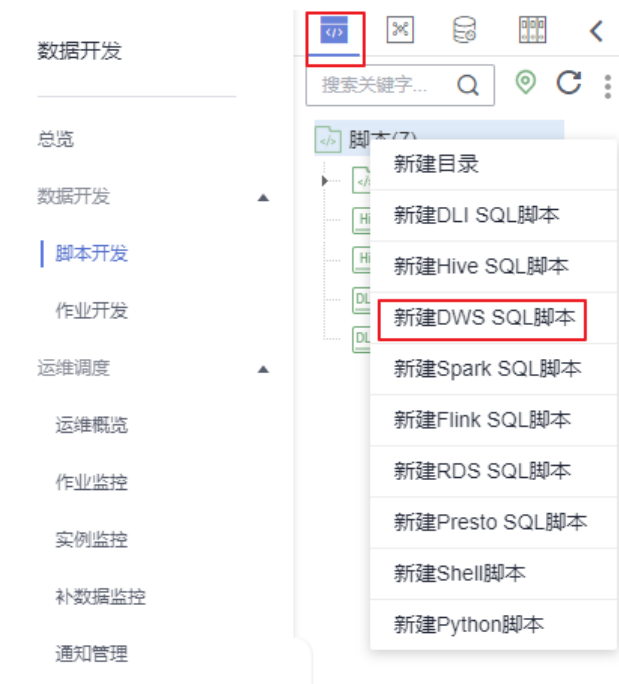 数据开发
总览
数据开发
脚本开发
作业开发
运维调度
运维概览
作业监控
实例监控
补数据监控
通知管理
</>
搜索关键字...
脚本(7)
新建目录
新建DLI SQL脚本
新建Hive SQL脚本
新建DWS SQL脚本
新建Spark SQL脚本
新建Flink SQL脚本
新建RDS SQL脚本
新建Presto SQL脚本
新建Shell脚本
新建Python脚本